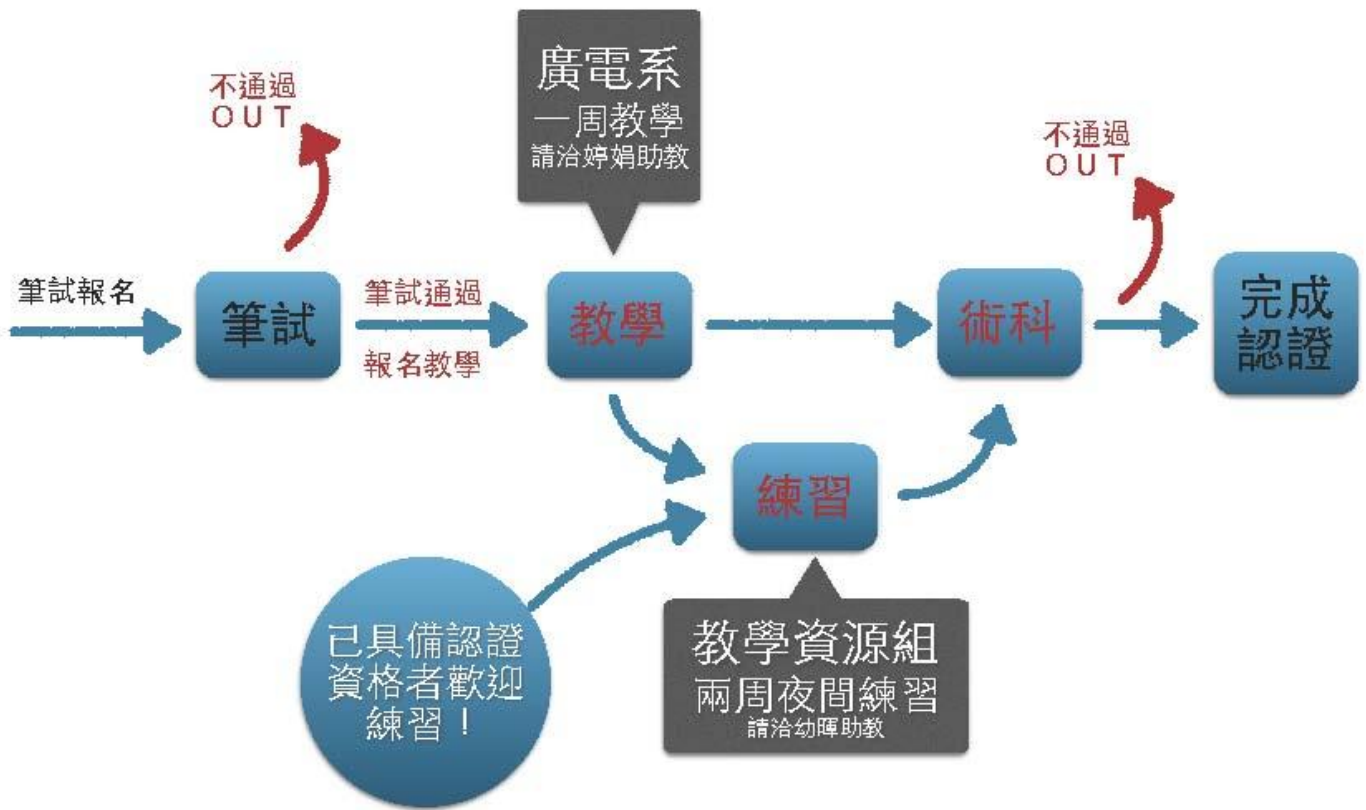 不通過
OUT
廣電系
一周教學
請洽婷娟助教
不通過
OUT
筆試報名
筆試
筆試通過
報名教學
教學
術科
完成
認證
練習
已具備認證
資格者歡迎
練習！
教學資源組
兩周夜間練習
請洽幼暉助教